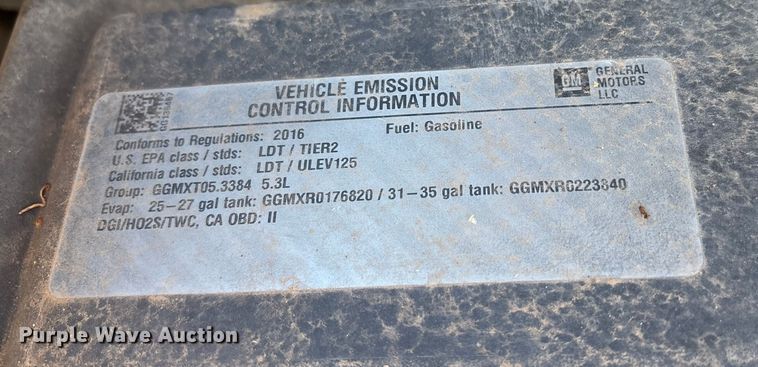 VEHICLE EMISSION
CONTROL INFORMATION
GM
GENERAL
MOTORS
LLC
Conforms to Regulations: 2016 Fuel: Gasoline
U.S. EPA class / stds: LDT / TIER2
California class / stds: LDT / ULEV125
Group: GGMXT05.3384 5.3L
Evap: 25-27 gal tank: GGMXR0176820 / 31-35 gal tank: GGMXR0223840
DGI/HO2S/TWC, CA OBD: II
Purple Wave Auction